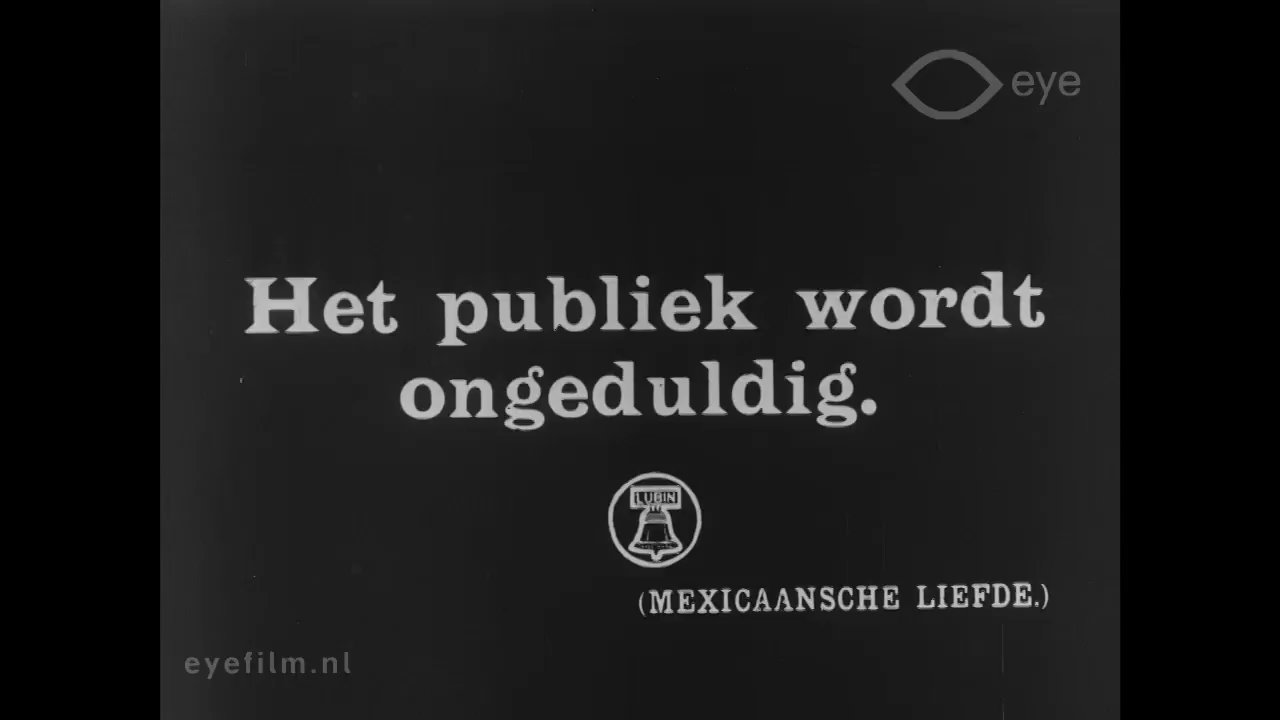 eye
Het publiek wordt
ongeduldig.
LUBIN
(MEXICAANSCHE LIEFDE.)
eyefilm.nl